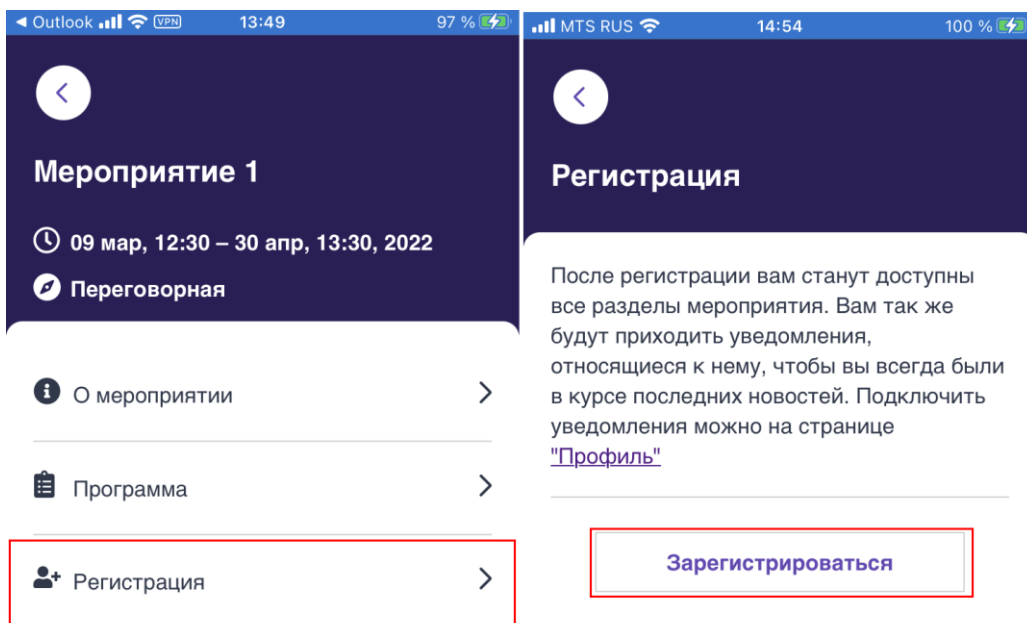 Outlook VPN 13:49 97 %
Мероприятие 1
09 мар, 12:30 – 30 апр, 13:30, 2022
Переговорная
О мероприятии
Программа
Регистрация
MTS RUS 14:54 100 %
Регистрация
После регистрации вам станут доступны
все разделы мероприятия. Вам так же
будут приходить уведомления,
относящиеся к нему, чтобы вы всегда были
в курсе последних новостей. Подключить
уведомления можно на странице
"Профиль"
Зарегистрироваться